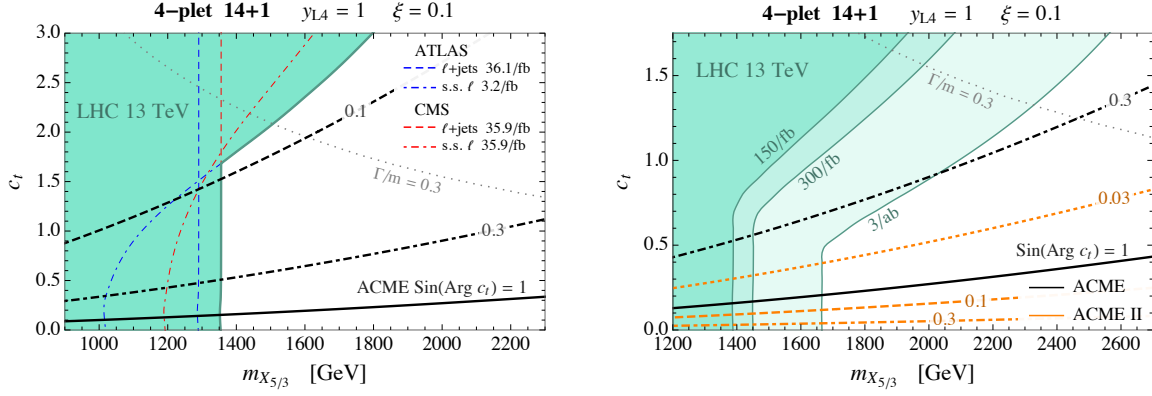 4−plet 14+1 y_L4 = 1 ξ = 0.1
3.0
2.5
2.0
1.5
1.0
0.5
0.0
c_t
LHC 13 TeV
ATLAS
ℓ+jets 36.1/fb
s.s. ℓ 3.2/fb
CMS
ℓ+jets 35.9/fb
s.s. ℓ 35.9/fb
0.1
Γ/m = 0.3
0.3
ACME Sin(Arg c_t) = 1
1000 1200 1400 1600 1800 2000 2200
m_X_5/3 [GeV]
4−plet 14+1 y_L4 = 1 ξ = 0.1
1.5
1.0
0.5
0.0
c_t
LHC 13 TeV
Γ/m = 0.3
0.3
150/fb
300/fb
3/ab
0.03
Sin(Arg c_t) = 1
ACME
0.1
ACME II
0.3
1200 1400 1600 1800 2000 2200 2400 2600
m_X_5/3 [GeV]